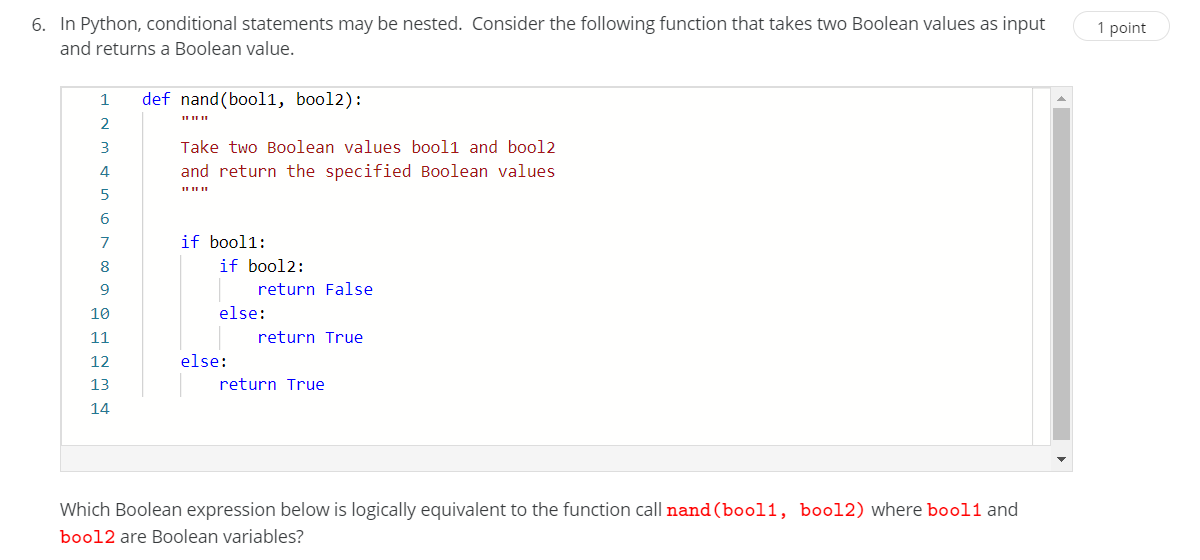 6. In Python, conditional statements may be nested.  Consider the following function that takes two Boolean values as input
1 point
and returns a Boolean value.
1 def nand(bool1, bool2):
2     """
3     Take two Boolean values bool1 and bool2
4     and return the specified Boolean values
5     """
6
7     if bool1:
8         if bool2:
9             return False
10         else:
11             return True
12     else:
13         return True
14
Which Boolean expression below is logically equivalent to the function call nand(bool1, bool2) where bool1 and
bool2 are Boolean variables?